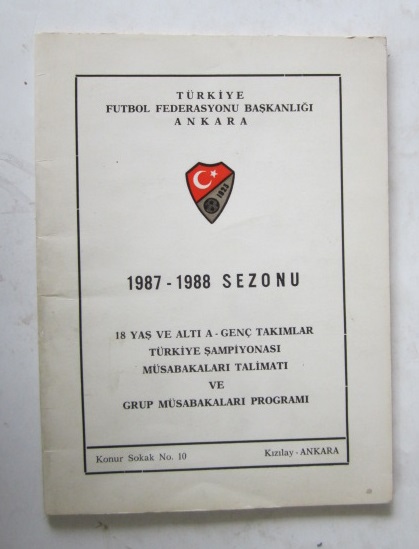 TÜRKİYE
FUTBOL FEDERASYONU BAŞKANLIĞI
ANKARA
1923
1987 - 1988 SEZONU
18 YAŞ VE ALTI A - GENÇ TAKIMLAR
TÜRKİYE ŞAMPİYONASI
MÜSABAKALARI TALİMATI
VE
GRUP MÜSABAKALARI PROGRAMI
Konur Sokak No. 10 Kızılay - ANKARA